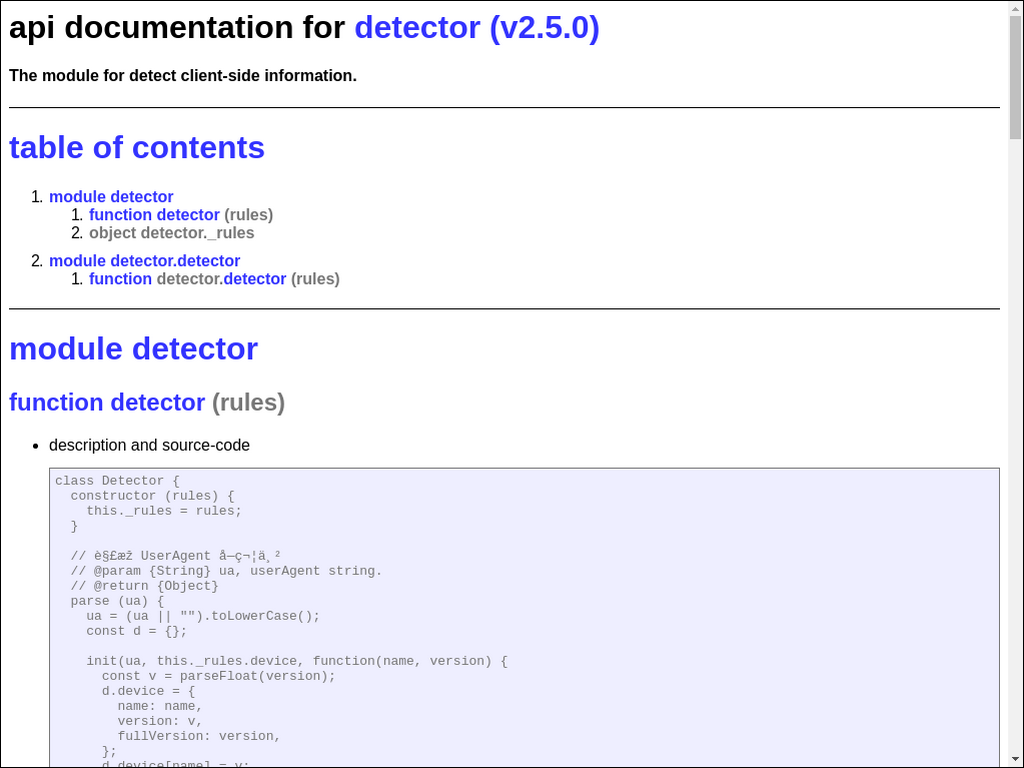 api documentation for detector (v2.5.0)
The module for detect client-side information.
table of contents
1. module detector
1. function detector (rules)
2. object detector._rules
2. module detector.detector
1. function detector.detector (rules)
module detector
function detector (rules)
• description and source-code
class Detector {
constructor (rules) {
this._rules = rules;
}
// è§£æž UserAgent å—ç¬¦ä¸²
// @param {String} ua, userAgent string.
// @return {Object}
parse (ua) {
ua = (ua || "").toLowerCase();
const d = {};
init(ua, this._rules.device, function(name, version) {
const v = parseFloat(version);
d.device = {
name: name,
version: v,
fullVersion: version,
};
d.device[name] = v;